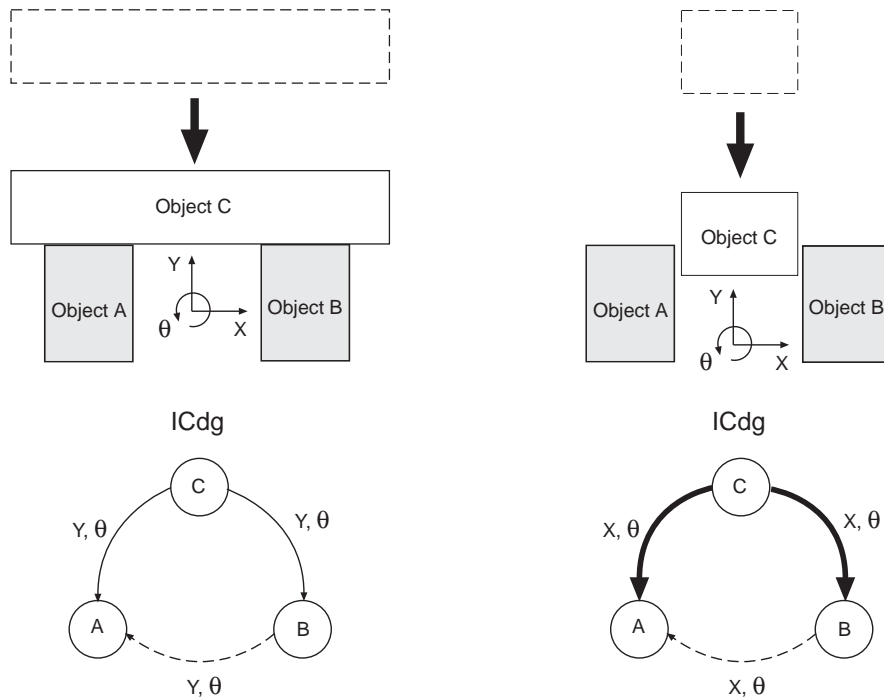 Object C
Object A
Y
θ
X
Object B
ICdg
C
Y, θ
Y, θ
A
B
Y, θ
Object C
Object A
Y
θ
X
Object B
ICdg
C
X, θ
X, θ
A
B
X, θ